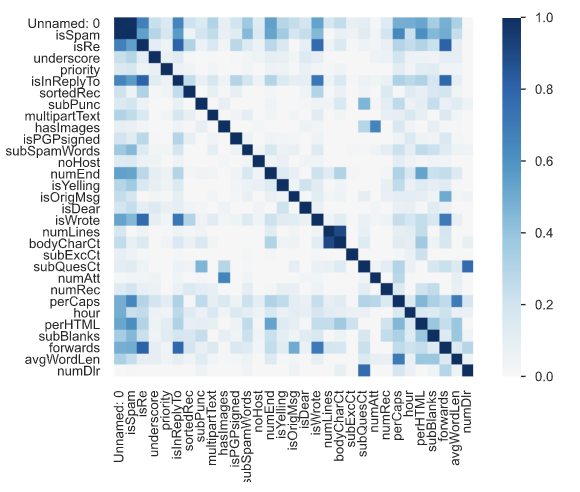 Unnamed: 0
isSpam
isRe
underscore
priority
isInReplyTo
sortedRec
subPunc
multipartText
hasImages
isPGPsigned
subSpamWords
noHost
numEnd
isYelling
isOrigMsg
isDear
isWrote
numLines
bodyCharCt
subExcCt
subQuesCt
numAtt
numRec
perCaps
hour
perHTML
subBlanks
forwards
avgWordLen
numDlr
1.0
0.8
0.6
0.4
0.2
0.0
Unnamed: 0
isSpam
isRe
underscore
priority
isInReplyTo
sortedRec
subPunc
multipartText
hasImages
isPGPsigned
subSpamWords
noHost
numEnd
isYelling
isOrigMsg
isDear
isWrote
numLines
bodyCharCt
subExcCt
subQuesCt
numAtt
numRec
perCaps
hour
perHTML
subBlanks
forwards
avgWordLen
numDlr